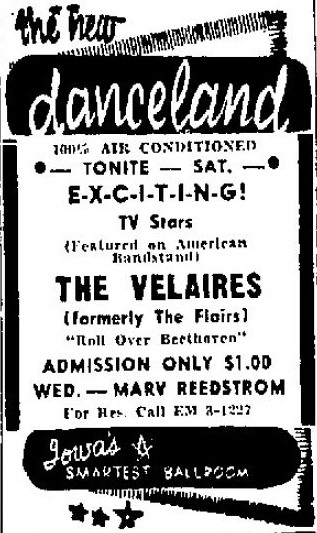 the new
danceland
100% AIR CONDITIONED
•— TONITE — SAT. —•
E-X-C-I-T-I-N-G!
TV Stars
(Featured on American
Bandstand)
THE VELAIRES
(formerly The Flairs)
"Roll Over Beethoven"
ADMISSION ONLY $1.00
WED. — MARV REEDSTROM
For Res. Call EM 3-1227
Iowa's
SMARTEST BALLROOM